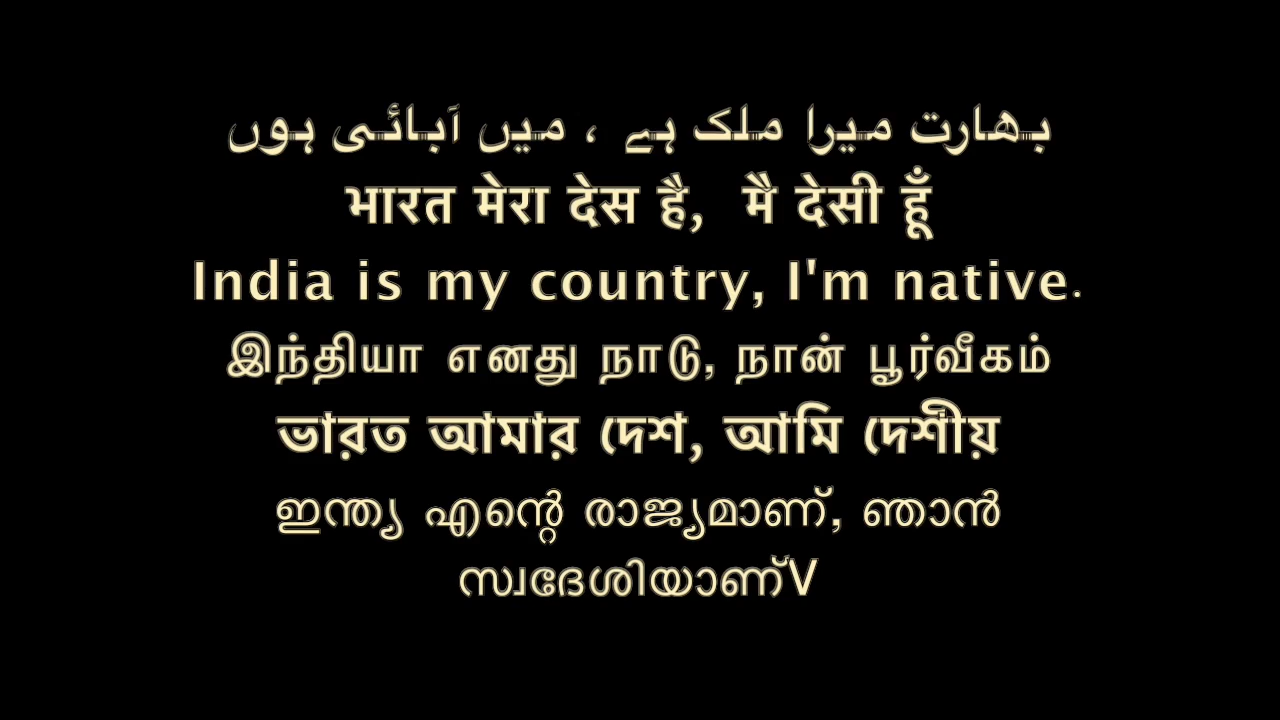 بھارت میرا ملک ہے ، میں آبائی ہوں
भारत मेरा देस है, मै देसी हूँ
India is my country, I'm native.
இந்தியா எனது நாடு, நான் பூர்வீகம்
ভারত আমার দেশ, আমি দেশীয়
ഇന്ത്യ എന്റെ രാജ്യമാണ്, ഞാൻ
സ്വദേശിയാണ്V